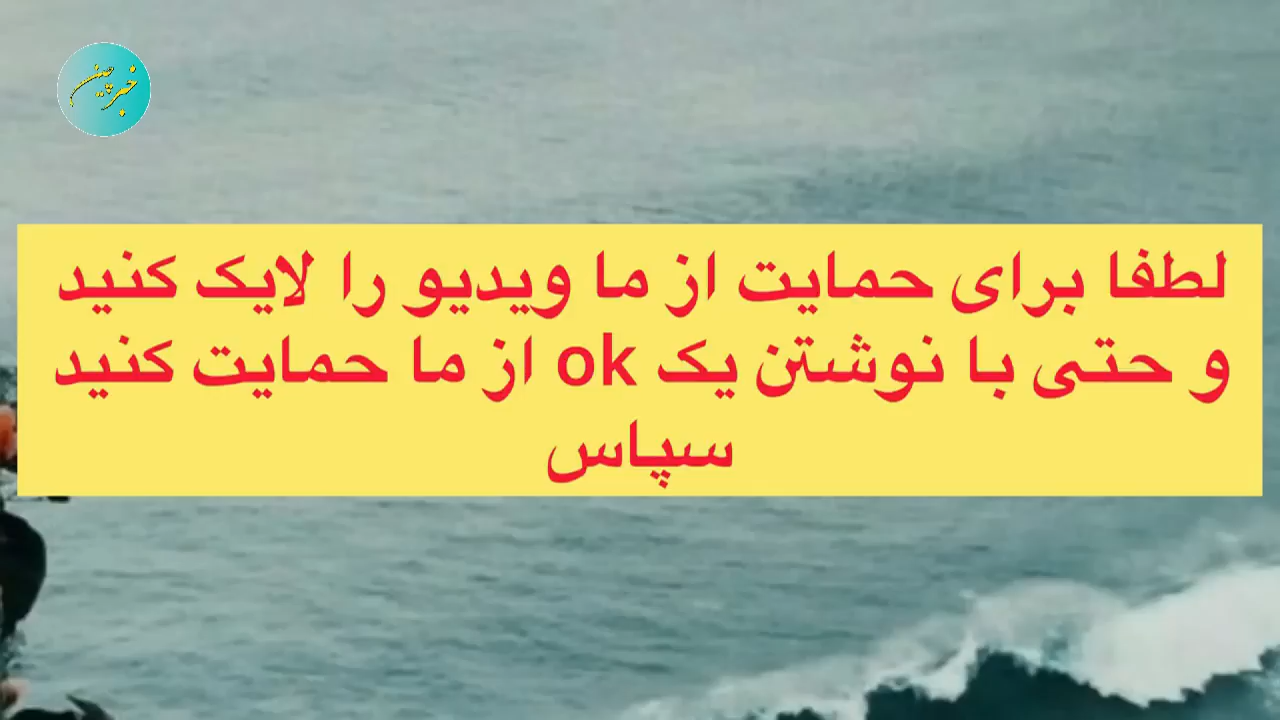 خبرچین
لطفا برای حمایت از ما ویدیو را لایک کنید
و حتی با نوشتن یک ok از ما حمایت کنید
سپاس